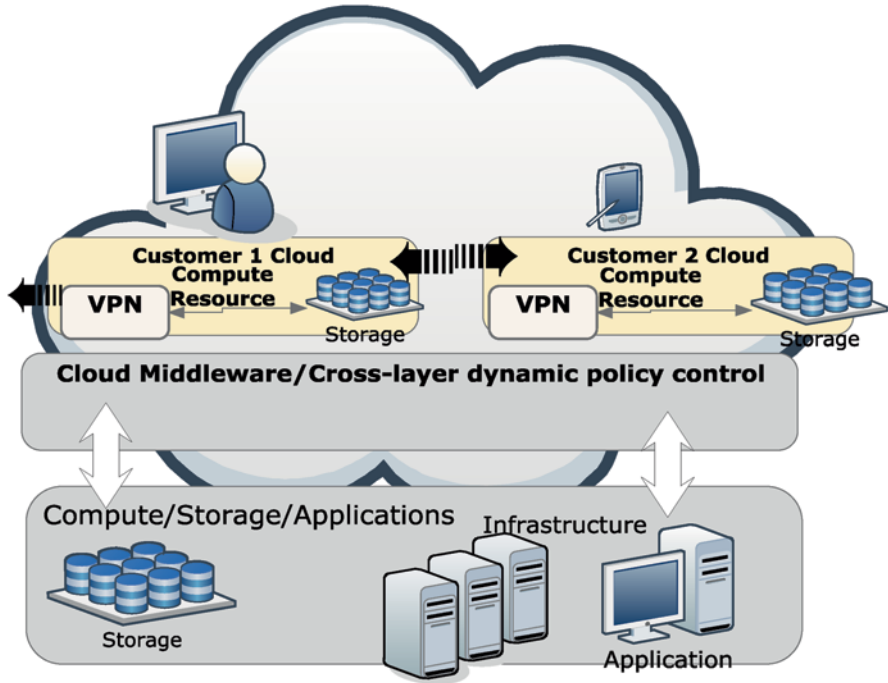 Customer 1 Cloud
Compute
Resource
VPN
Storage
Customer 2 Cloud
Compute
Resource
VPN
Storage
Cloud Middleware/Cross-layer dynamic policy control
Compute/Storage/Applications
Infrastructure
Storage
Application